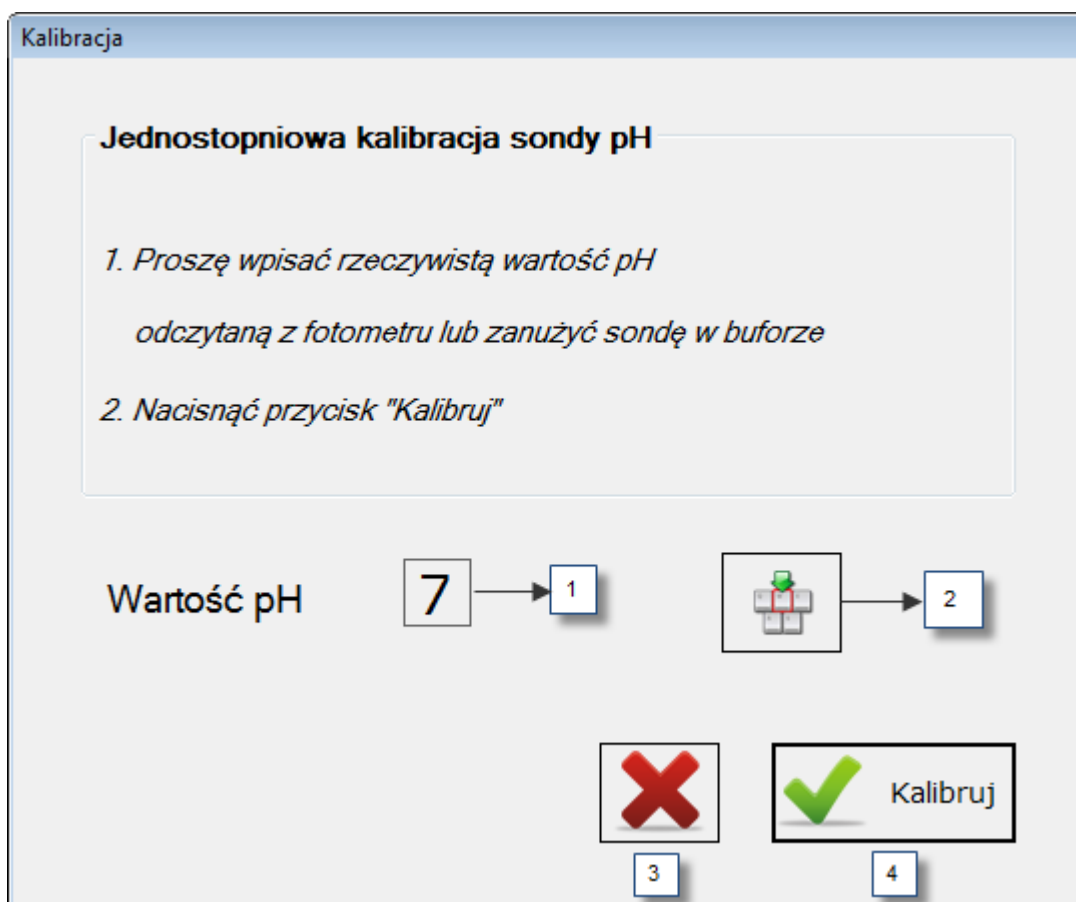 Kalibracja
Jednostopniowa kalibracja sondy pH
1. Proszę wpisać rzeczywistą wartość pH
odczytaną z fotometru lub zanużyć sondę w buforze
2. Nacisnąć przycisk "Kalibruj"
Wartość pH 7 1 2
Kalibruj
3 4